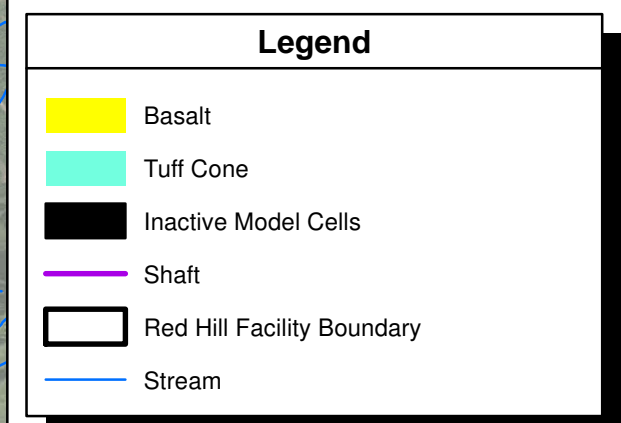 Legend
Basalt
Tuff Cone
Inactive Model Cells
Shaft
Red Hill Facility Boundary
Stream